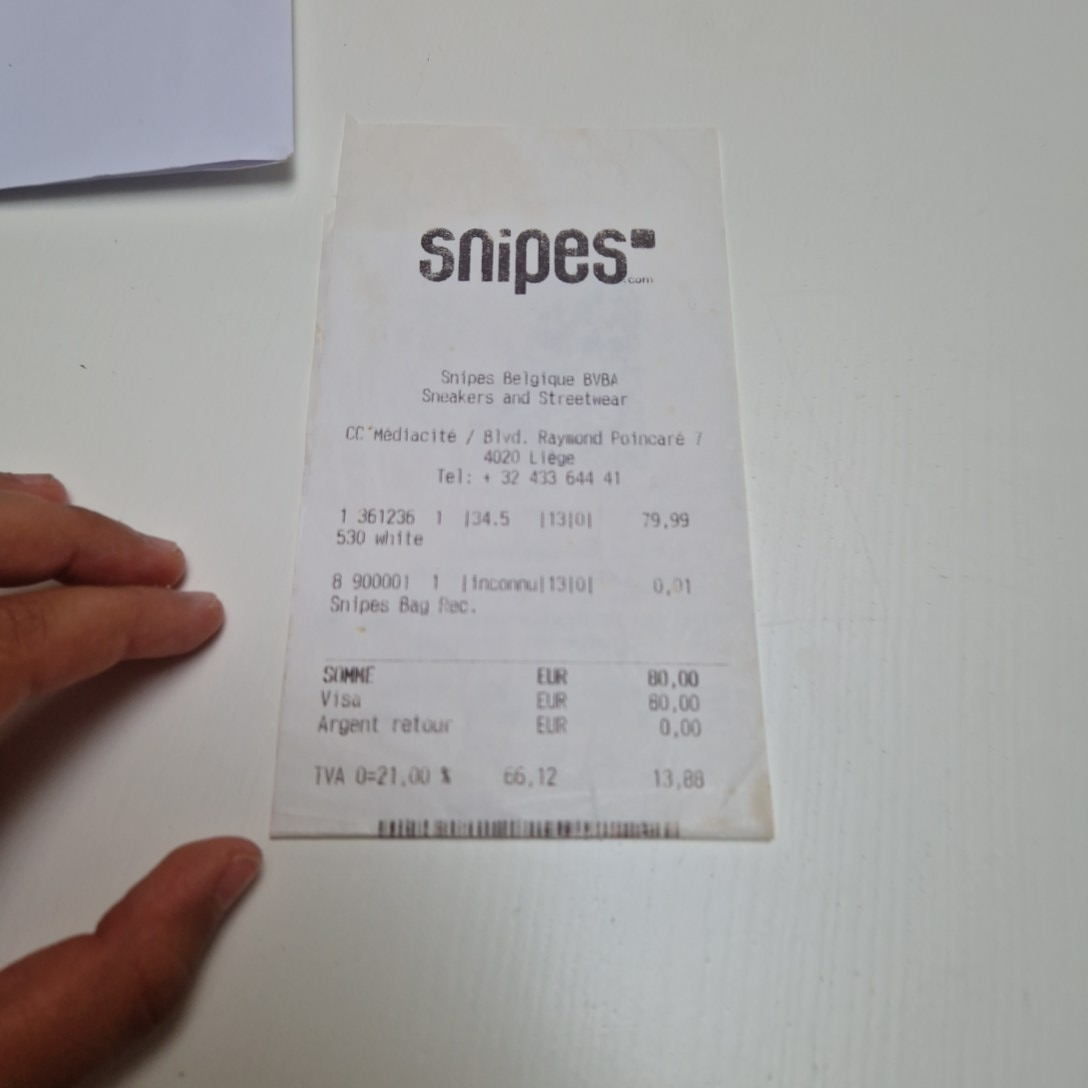 snipes
.com
Snipes Belgique BVBA
Sneakers and Streetwear
CC Médiacité / Blvd. Raymond Poincaré 7
4020 Liège
Tel: + 32 433 644 41
1 361236 1 |34.5 |13|0| 79,99
530 white
8 900001 1 |inconnu|13|0| 0,01
Snipes Bag Rec.
SOMME EUR 80,00
Visa EUR 80,00
Argent retour EUR 0,00
TVA 0=21,00 % 66,12 13,88